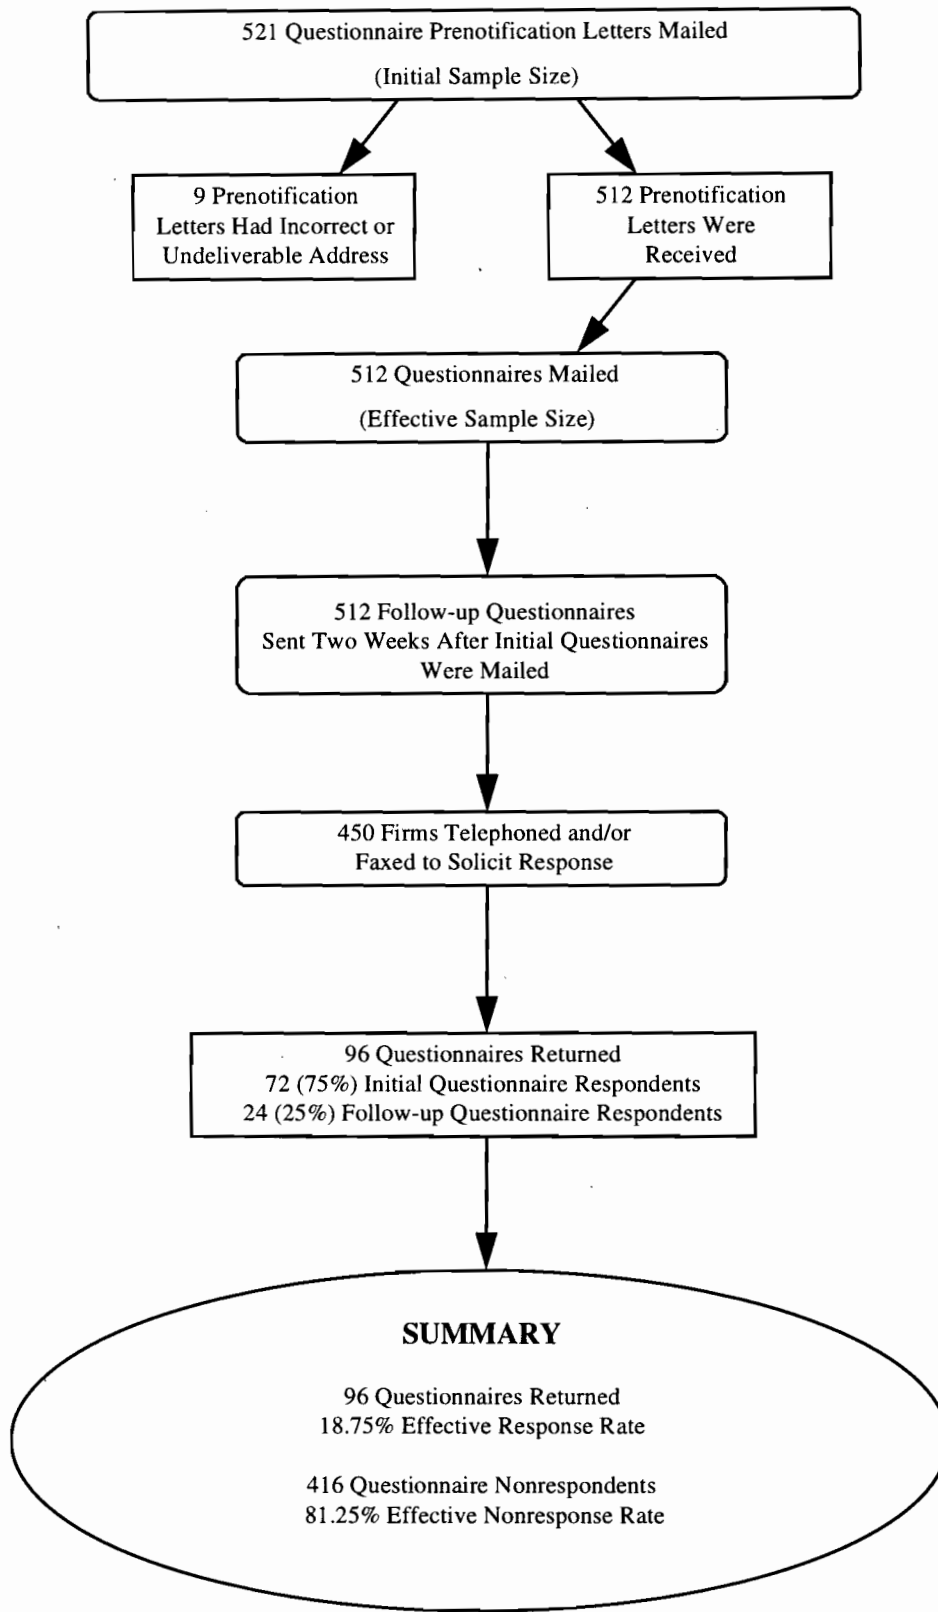 521 Questionnaire Prenotification Letters Mailed
(Initial Sample Size)
9 Prenotification
Letters Had Incorrect or
Undeliverable Address
512 Prenotification
Letters Were
Received
512 Questionnaires Mailed
(Effective Sample Size)
512 Follow-up Questionnaires
Sent Two Weeks After Initial Questionnaires
Were Mailed
450 Firms Telephoned and/or
Faxed to Solicit Response
96 Questionnaires Returned
72 (75%) Initial Questionnaire Respondents
24 (25%) Follow-up Questionnaire Respondents
SUMMARY
96 Questionnaires Returned
18.75% Effective Response Rate
416 Questionnaire Nonrespondents
81.25% Effective Nonresponse Rate